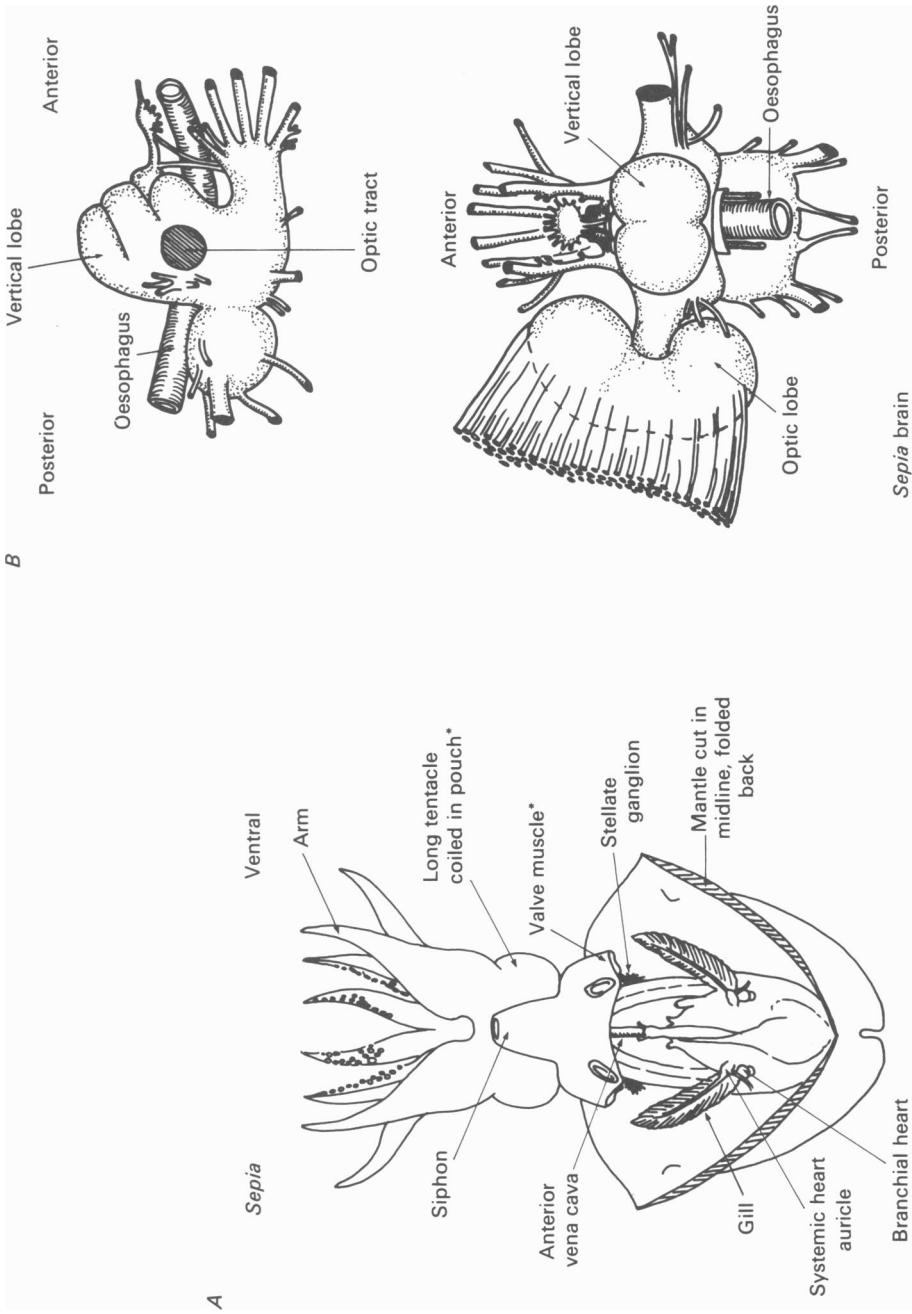 A
Sepia
Ventral
Arm
Siphon
Long tentacle
coiled in pouch*
Valve muscle*
Anterior
vena cava
Stellate
ganglion
Gill
Mantle cut in
midline, folded
back
Systemic heart
auricle
Branchial heart
B
Posterior
Vertical lobe
Anterior
Oesophagus
Optic tract
Anterior
Vertical lobe
Optic lobe
Oesophagus
Posterior
Sepia brain